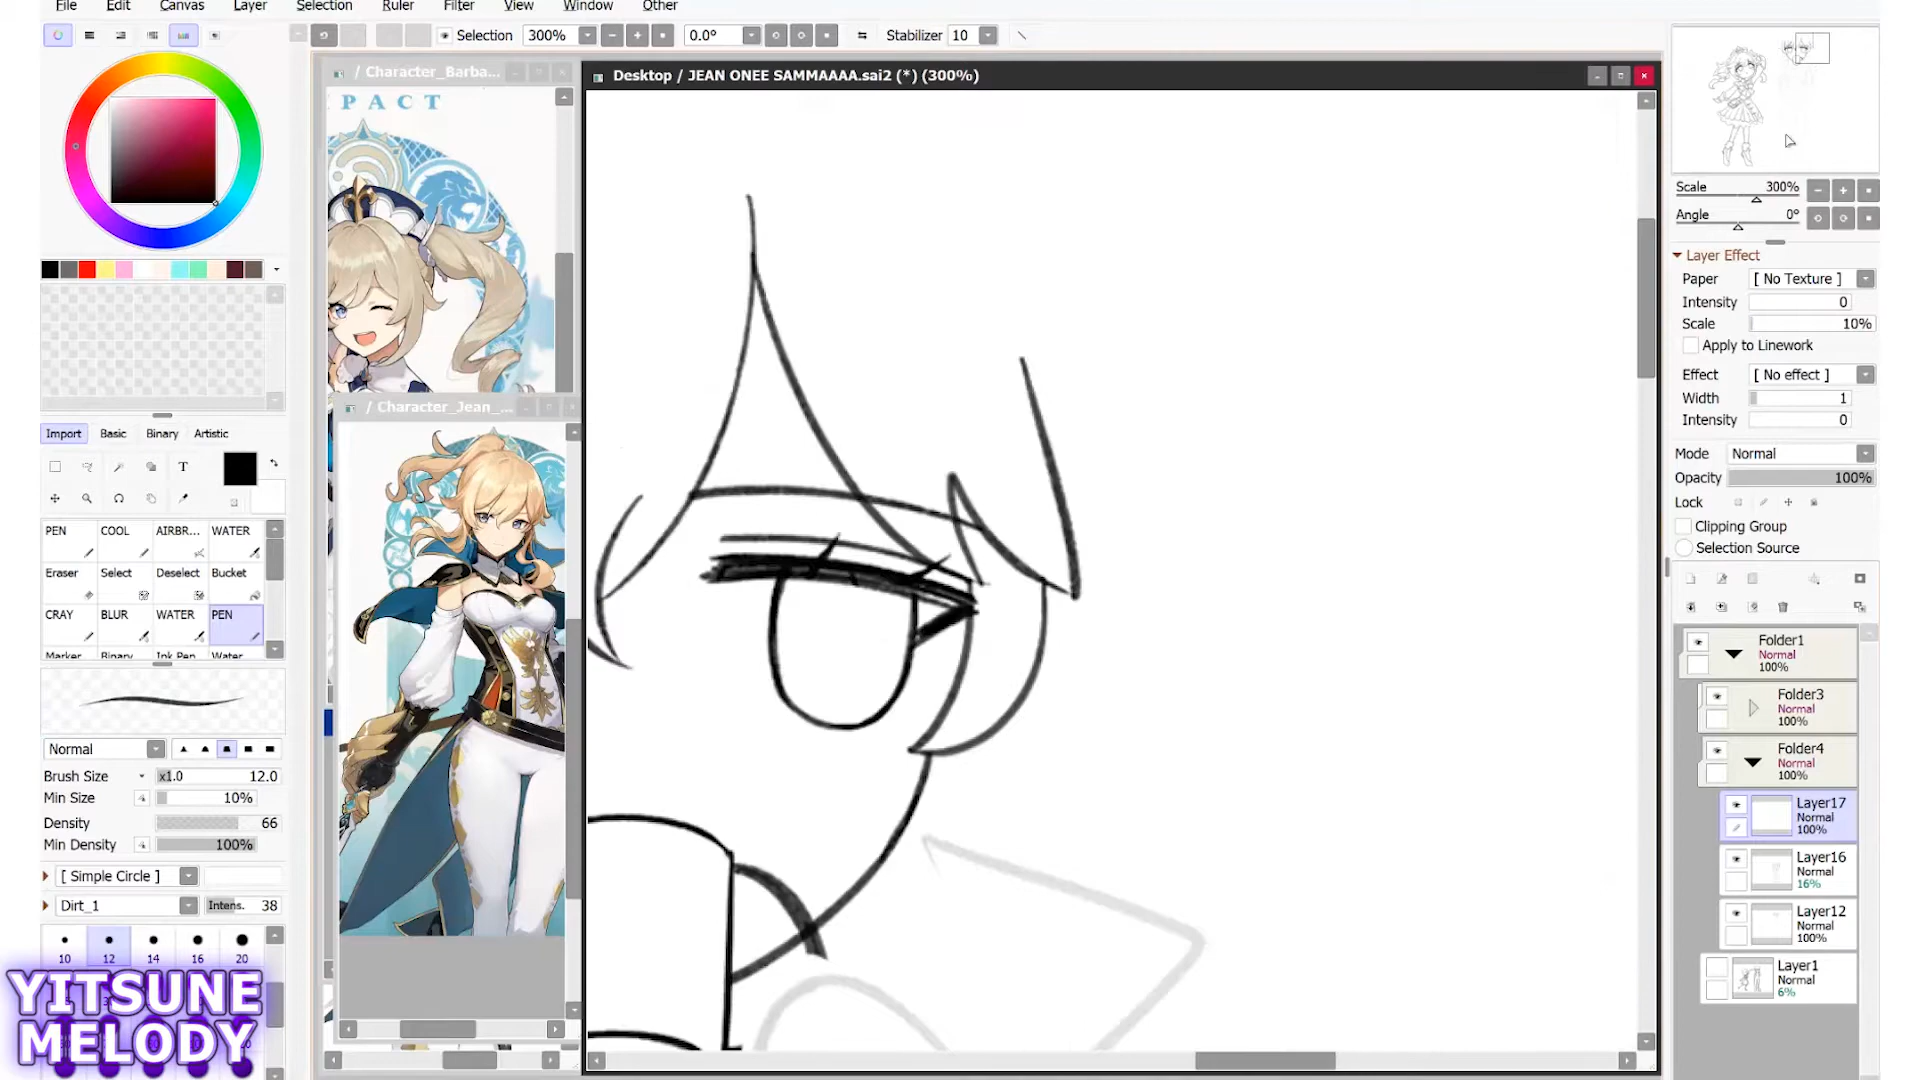 File Edit Canvas Layer Selection Ruler Filter View Window Other
Selection 300% 0.0° Stabilizer 10
/ Character_Barba...
PACT
/ Character_Jean_...
Desktop / JEAN ONEE SAMMAAAA.sai2 (*) (300%)
Import Basic Binary Artistic
T
PEN COOL AIRBR... WATER
Eraser Select Deselect Bucket
CRAY BLUR WATER PEN
Marker Binary Ink Pen Water
Normal
Brush Size x1.0 12.0
Min Size 10%
Density 66
Min Density 100%
[ Simple Circle ]
Dirt_1 Intens. 38
10 12 14 16 20
YITSUNE
MELODY
Scale 300%
Angle 0°
Layer Effect
Paper [ No Texture ]
Intensity 0
Scale 10%
Apply to Linework
Effect [ No effect ]
Width 1
Intensity 0
Mode Normal
Opacity 100%
Lock
Clipping Group
Selection Source
Folder1
Normal
100%
Folder3
Normal
100%
Folder4
Normal
100%
Layer17
Normal
100%
Layer16
Normal
16%
Layer12
Normal
100%
Layer1
Normal
6%